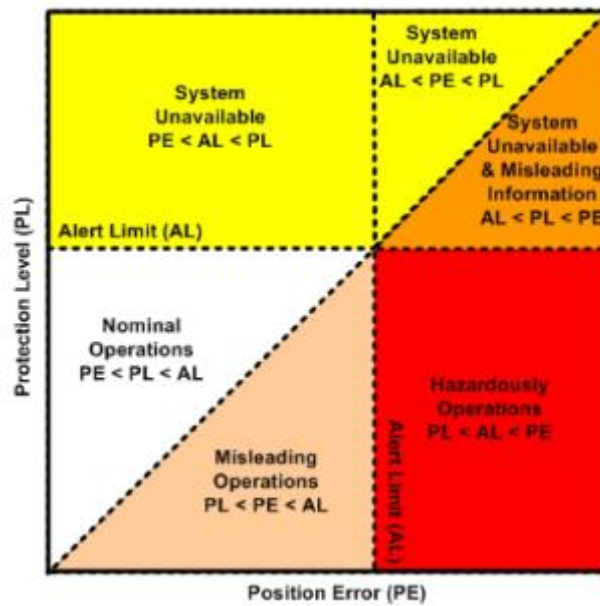 System
Unavailable
AL < PE < PL
System
Unavailable
PE < AL < PL
System
Unavailable
& Misleading
Information
AL < PL < PE
Alert Limit (AL)
Protection Level (PL)
Nominal
Operations
PE < PL < AL
Hazardously
Operations
PL < AL < PE
Misleading
Operations
PL < PE < AL
Alert Limit (AL)
Position Error (PE)